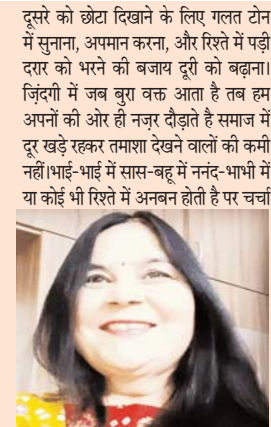 दूसरे को छोटा दिखाने के लिए गलत टोन
में सुनाना, अपमान करना, और रिश्ते में पड़ी
दरार को भरने की बजाय दूरी को बढ़ाना।
ज़िंदगी में जब बुरा वक्त आता है तब हम
अपनों की ओर ही नज़र दौड़ाते है समाज में
दूर खड़े रहकर तमाशा देखने वालों की कमी
नहीं।भाई-भाई में सास-बहू में ननंद-भाभी में
या कोई भी रिश्ते में अनबन होती है पर चर्चा